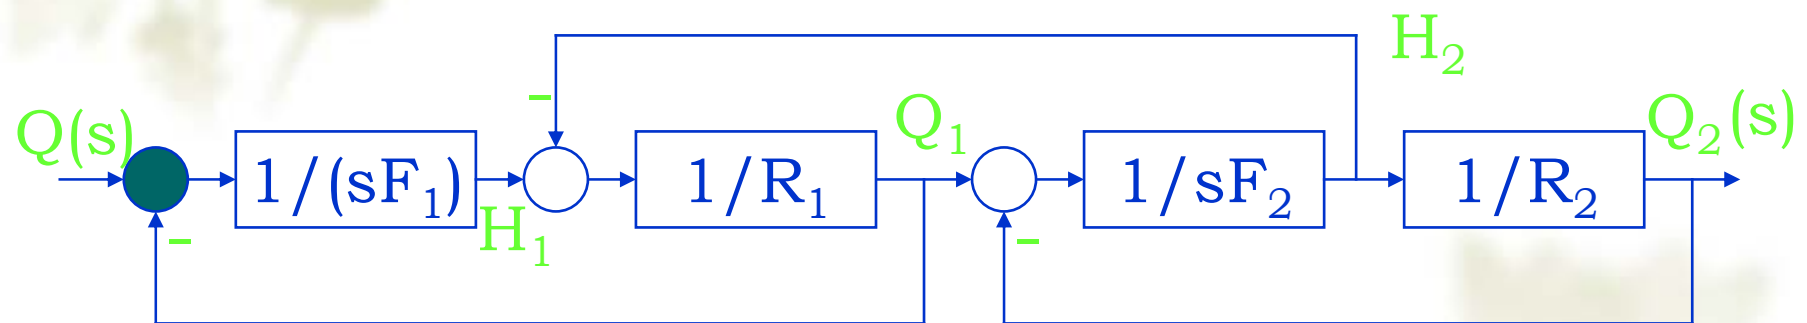 H₂
Q(s) 1/(sF₁) H₁ - 1/R₁ Q₁ 1/sF₂ 1/R₂ Q₂(s)
- -